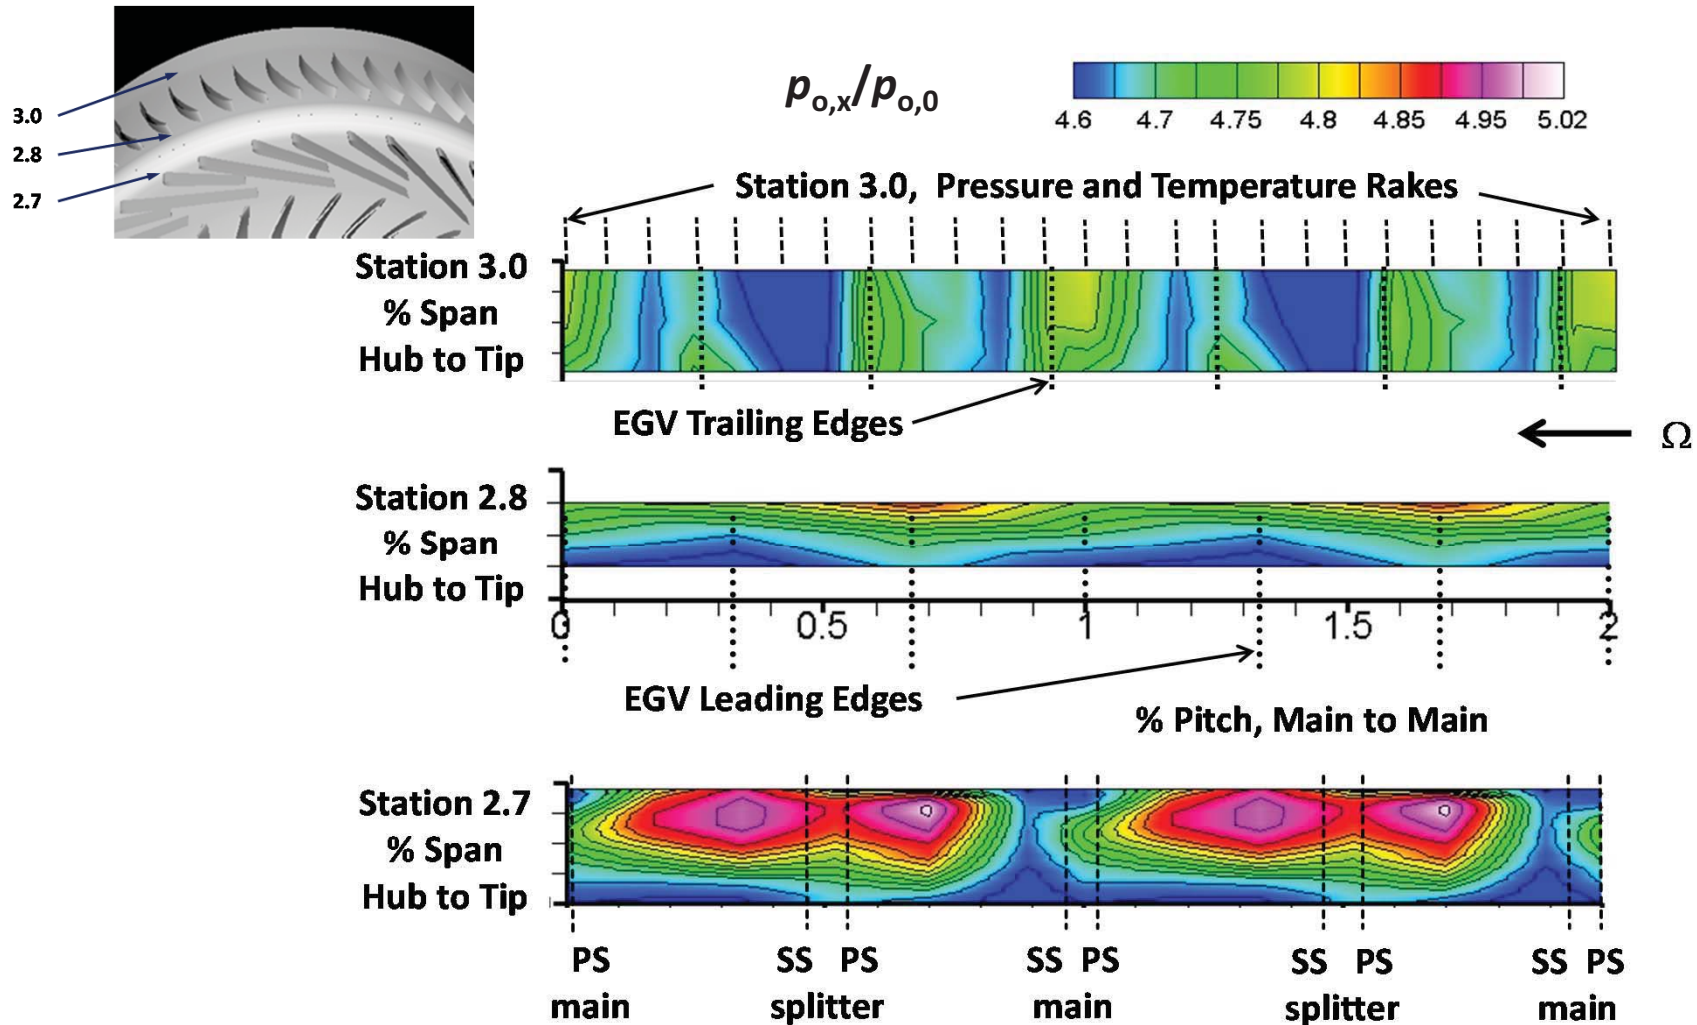 3.0
2.8
2.7
p₀,ₓ/p₀,₀
4.6 4.7 4.75 4.8 4.85 4.95 5.02
Station 3.0, Pressure and Temperature Rakes
Station 3.0
% Span
Hub to Tip
EGV Trailing Edges
Ω
Station 2.8
% Span
Hub to Tip
0 0.5 1 1.5 2
EGV Leading Edges
% Pitch, Main to Main
Station 2.7
% Span
Hub to Tip
PS SS PS SS PS SS PS SS PS
main splitter main splitter main